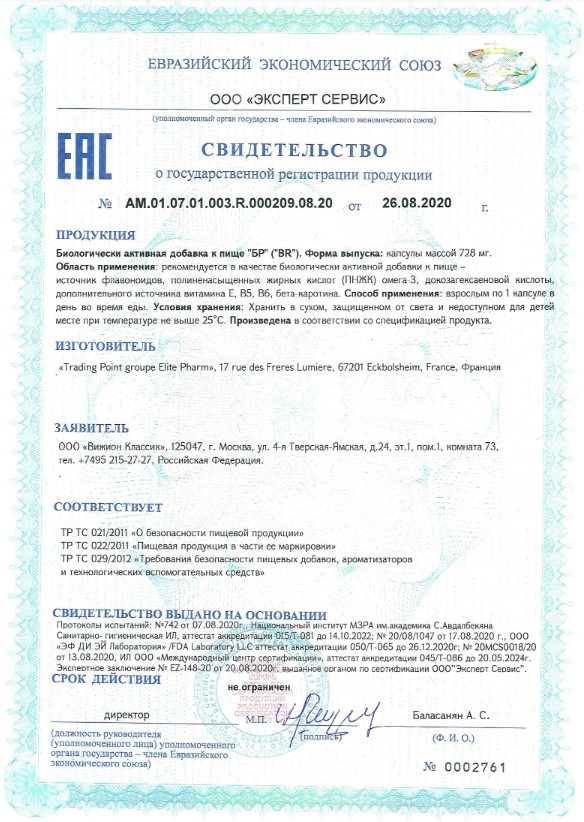 ЕВРАЗИЙСКИЙ ЭКОНОМИЧЕСКИЙ СОЮЗ
ООО «ЭКСПЕРТ СЕРВИС»
(уполномоченный орган государства – члена Евразийского экономического союза)
ЕАС
СВИДЕТЕЛЬСТВО
о государственной регистрации продукции
№ AM.01.07.01.003.R.000209.08.20 от 26.08.2020 г.
ПРОДУКЦИЯ
Биологически активная добавка к пище "БР" ("BR"). Форма выпуска: капсулы массой 728 мг.
Область применения: рекомендуется в качестве биологически активной добавки к пище –
источник флавоноидов, полиненасыщенных жирных кислот (ПНЖК) омега-3, докозагексаеновой кислоты,
дополнительного источника витамина Е, В5, В6, бета-каротина. Способ применения: взрослым по 1 капсуле в
день во время еды. Условия хранения: Хранить в сухом, защищенном от света и недоступном для детей
месте при температуре не выше 25°С. Произведена в соответствии со спецификацией продукта.
ИЗГОТОВИТЕЛЬ
«Trading Point groupe Elite Pharm», 17 rue des Freres Lumiere, 67201 Eckbolsheim, France, Франция
ЗАЯВИТЕЛЬ
ООО «Вижион Классик», 125047, г. Москва, ул. 4-я Тверская-Ямская, д.24, эт.1, пом.1, комната 73,
тел. +7495 215-27-27, Российская Федерация.
.
СООТВЕТСТВУЕТ
ТР ТС 021/2011 «О безопасности пищевой продукции»
ТР ТС 022/2011 «Пищевая продукция в части ее маркировки»
ТР ТС 029/2012 «Требования безопасности пищевых добавок, ароматизаторов
и технологических вспомогательных средств»
СВИДЕТЕЛЬСТВО ВЫДАНО НА ОСНОВАНИИ
Протоколы испытаний: №742 от 07.08.2020г. Национальный институт МЗРА им.академика С.Авдалбекяна
Санитарно- гигиеническая ИЛ, аттестат аккредитации 015/Т-081 до 14.10.2022; № 20/08/1047 от 17.08.2020 г., ООО
«ЭФ ДИ ЭЙ Лаборатория» /FDA Laboratory LLC аттестат аккредитации 050/Т-065 до 26.12.2020г; № 20MCS0018/20
от 13.08.2020, ИЛ ООО «Международный центр сертификации», аттестат аккредитации 045/Т-086 до 20.05.2024г.
Экспертное заключение № EZ-148-20 от 20.08.2020г. выданное органом по сертификации ООО"Эксперт Сервис".
СРОК ДЕЙСТВИЯ
не ограничен
директор М.П. (подпись) Баласанян А. С.
(Ф. И. О.)
(должность руководителя
(уполномоченного лица) уполномоченного
органа государства – члена Евразийского
экономического союза)
№ 0002761